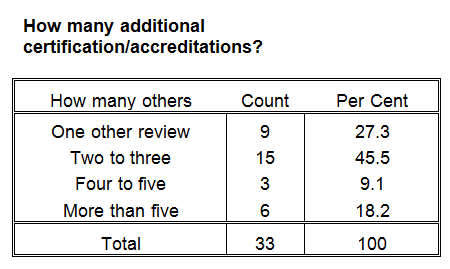 How many additional
certification/accreditations?
How many others Count Per Cent
One other review 9 27.3
Two to three 15 45.5
Four to five 3 9.1
More than five 6 18.2
Total 33 100